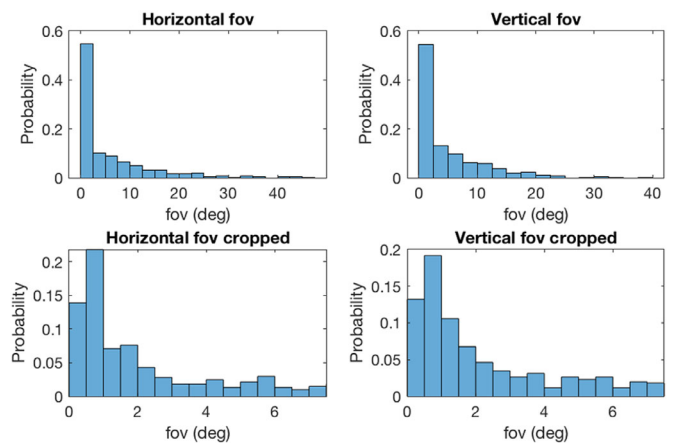 Horizontal fov
Probability
0.6
0.4
0.2
0
0 10 20 30 40
fov (deg)
Vertical fov
Probability
0.6
0.4
0.2
0
0 10 20 30 40
fov (deg)
Horizontal fov cropped
Probability
0.2
0.15
0.1
0.05
0
0 2 4 6
fov (deg)
Vertical fov cropped
Probability
0.2
0.15
0.1
0.05
0
0 2 4 6
fov (deg)